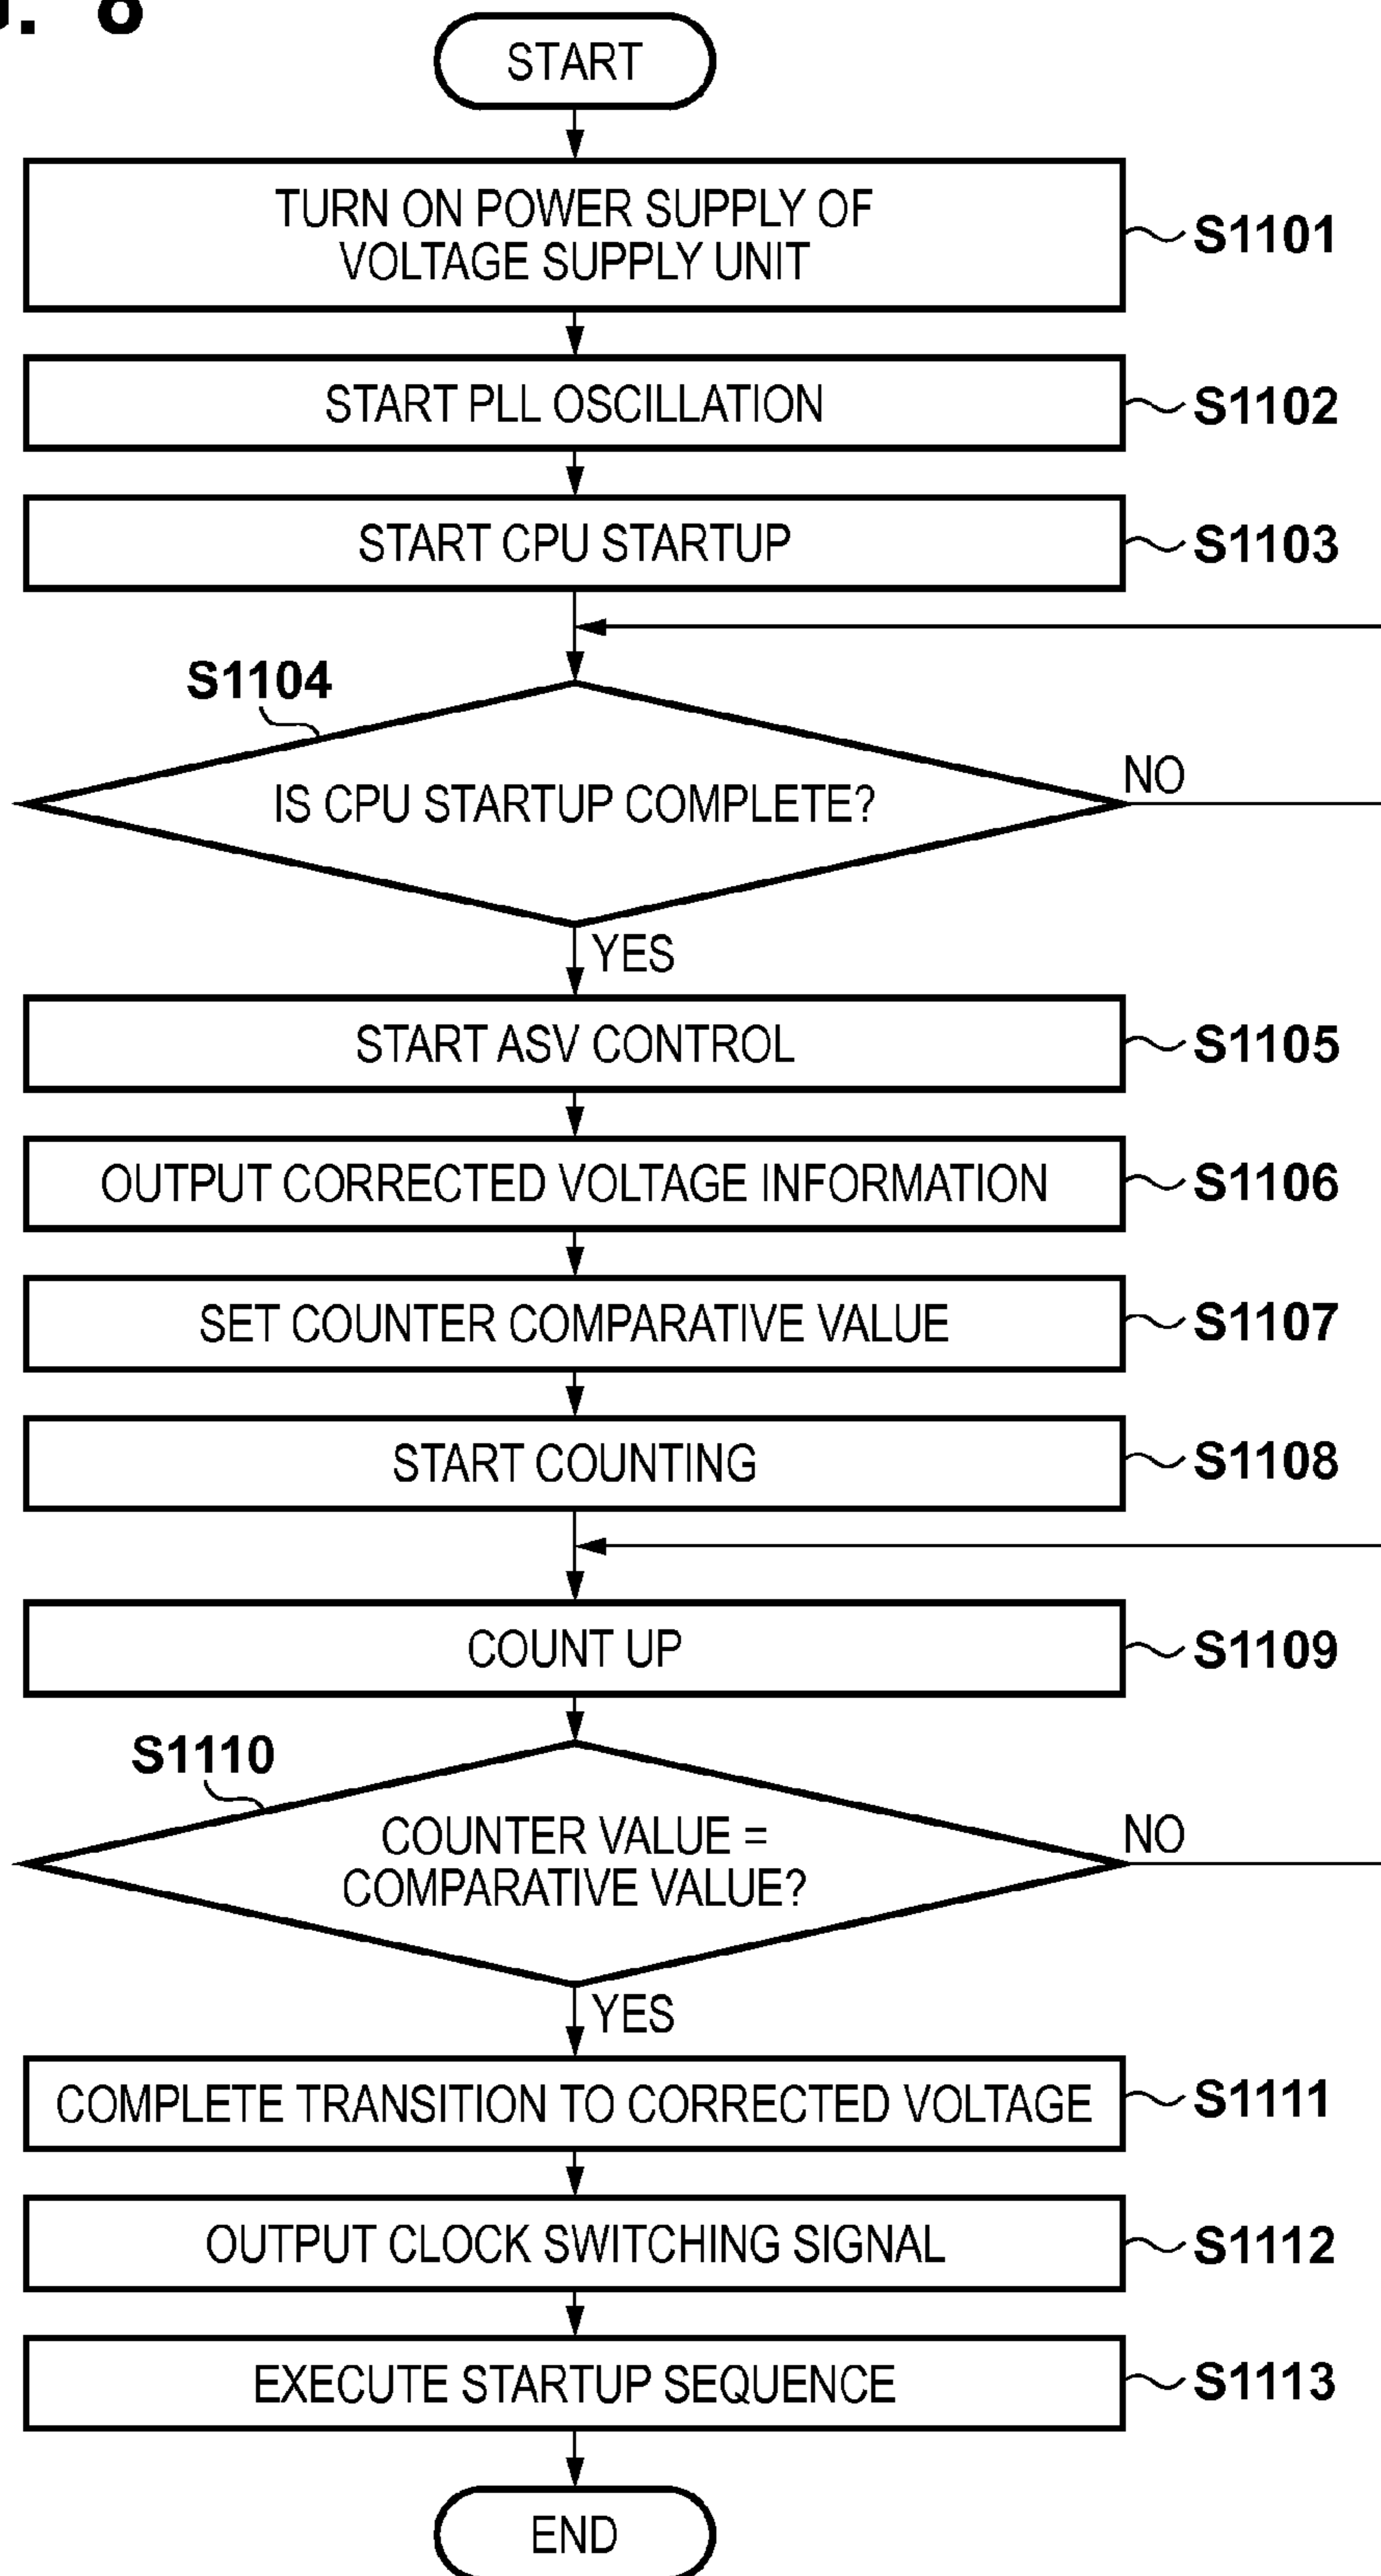 . 8
START
TURN ON POWER SUPPLY OF
VOLTAGE SUPPLY UNIT
S1101
START PLL OSCILLATION
S1102
START CPU STARTUP
S1103
S1104
IS CPU STARTUP COMPLETE?
NO
YES
START ASV CONTROL
S1105
OUTPUT CORRECTED VOLTAGE INFORMATION
S1106
SET COUNTER COMPARATIVE VALUE
S1107
START COUNTING
S1108
COUNT UP
S1109
S1110
COUNTER VALUE =
COMPARATIVE VALUE?
NO
YES
COMPLETE TRANSITION TO CORRECTED VOLTAGE
S1111
OUTPUT CLOCK SWITCHING SIGNAL
S1112
EXECUTE STARTUP SEQUENCE
S1113
END